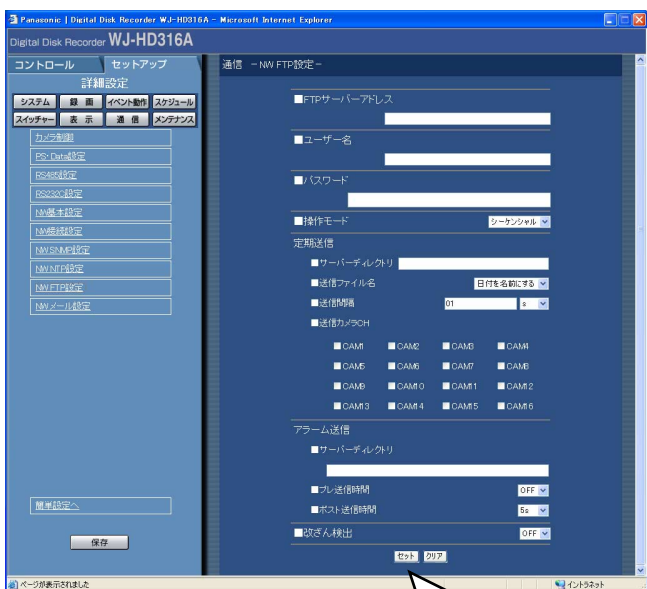 Panasonic | Digital Disk Recorder WJ-HD316A - Microsoft Internet Explorer
Digital Disk Recorder WJ-HD316A
コントロール セットアップ
詳細設定
システム 録 画 イベント動作 スケジュール
スイッチャー 表 示 通 信 メンテナンス
カメラ制御
PS·Data設定
RS485設定
RS232C設定
NW基本設定
NW接続設定
NW SNMP設定
NW NTP設定
NW FTP設定
NWメール設定
簡単設定へ
保存
通信 －NW FTP設定－
■FTPサーバーアドレス
■ユーザー名
■パスワード
■操作モード シーケンシャル
定期送信
■サーバーディレクトリ
■送信ファイル名 日付を名前にする
■送信間隔 01 s
■送信カメラCH
CAM1 CAM2 CAM3 CAM4
CAM5 CAM6 CAM7 CAM8
CAM9 CAM10 CAM11 CAM12
CAM13 CAM14 CAM15 CAM16
アラーム送信
■サーバーディレクトリ
■プレ送信時間 OFF
■ポスト送信時間 5s
■改ざん検出 OFF
セット クリア
ページが表示されました イントラネット